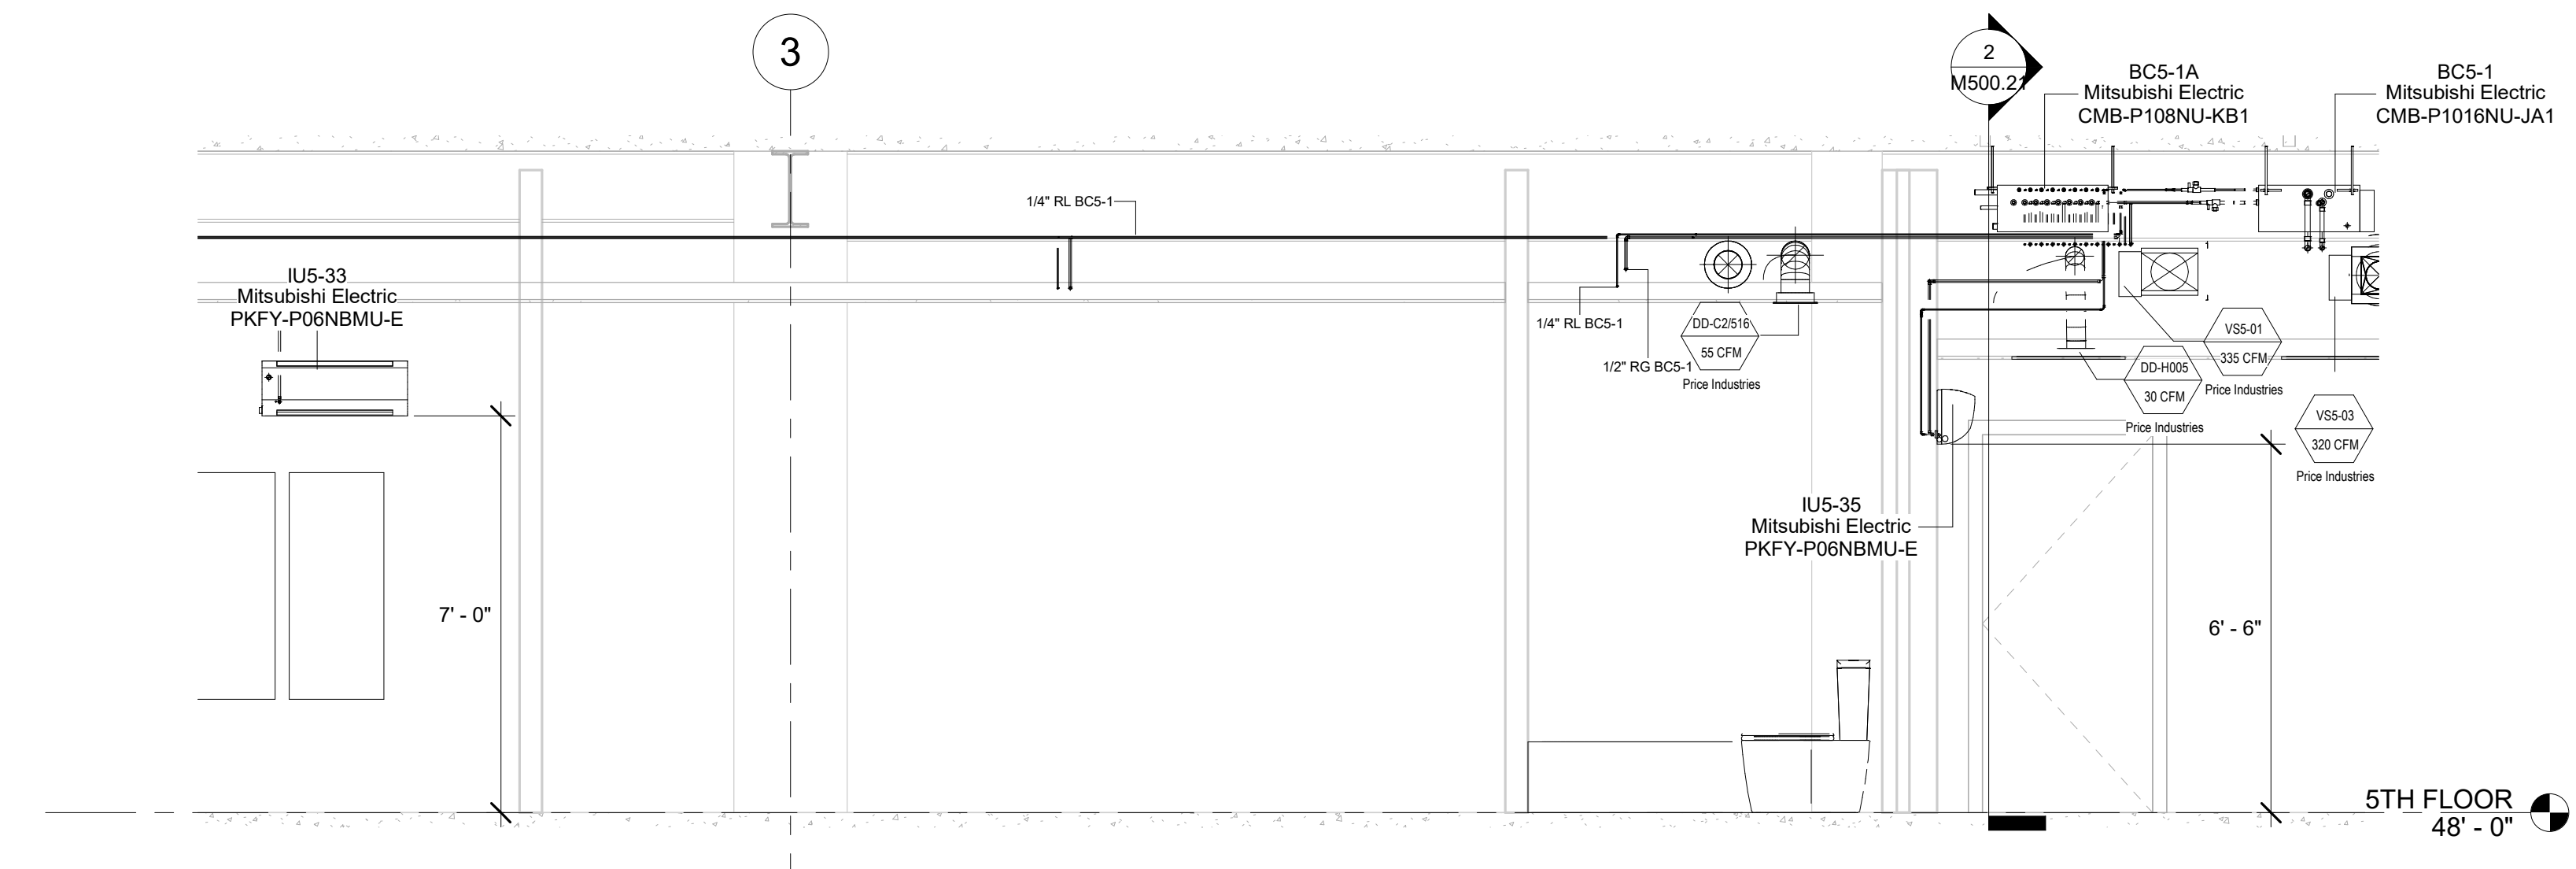 3
2
M500.21
BC5-1A
Mitsubishi Electric
CMB-P108NU-KB1
BC5-1
Mitsubishi Electric
CMB-P1016NU-JA1
1/4" RL BC5-1
IU5-33
Mitsubishi Electric
PKFY-P06NBMU-E
1/4" RL BC5-1
1/2" RG BC5-1
DD-C2/516
55 CFM
Price Industries
VS5-01
335 CFM
Price Industries
DD-H005
30 CFM
Price Industries
VS5-03
320 CFM
Price Industries
IU5-35
Mitsubishi Electric
PKFY-P06NBMU-E
7' - 0"
6' - 6"
5TH FLOOR
48' - 0"